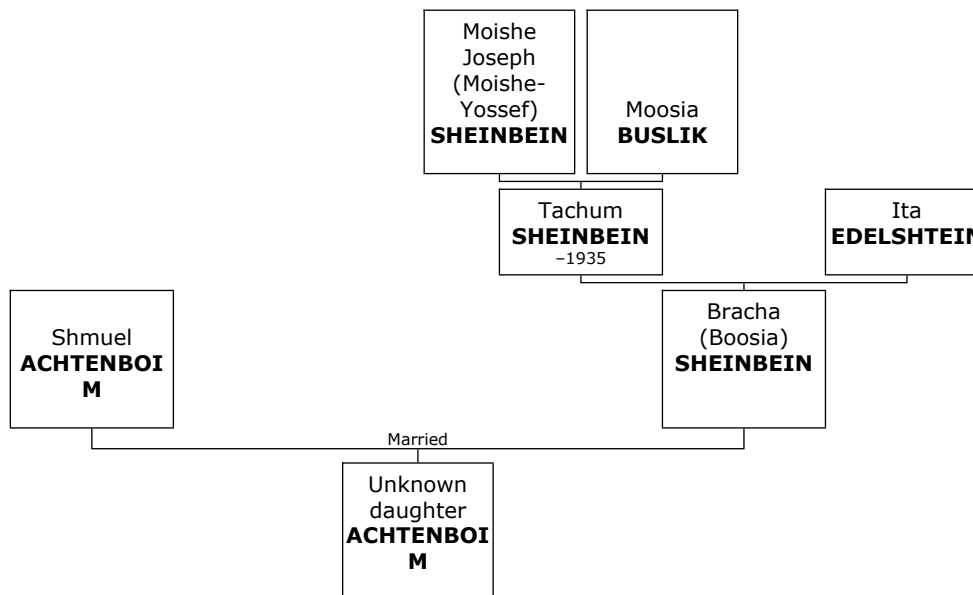 Moishe
Joseph
(Moishe-
Yossef)
SHEINBEIN
Moosia
BUSLIK
Tachum
SHEINBEIN
–1935
Ita
EDELSHTEIN
Shmuel
ACHTENBOI
M
Bracha
(Boosia)
SHEINBEIN
Married
Unknown
daughter
ACHTENBOI
M